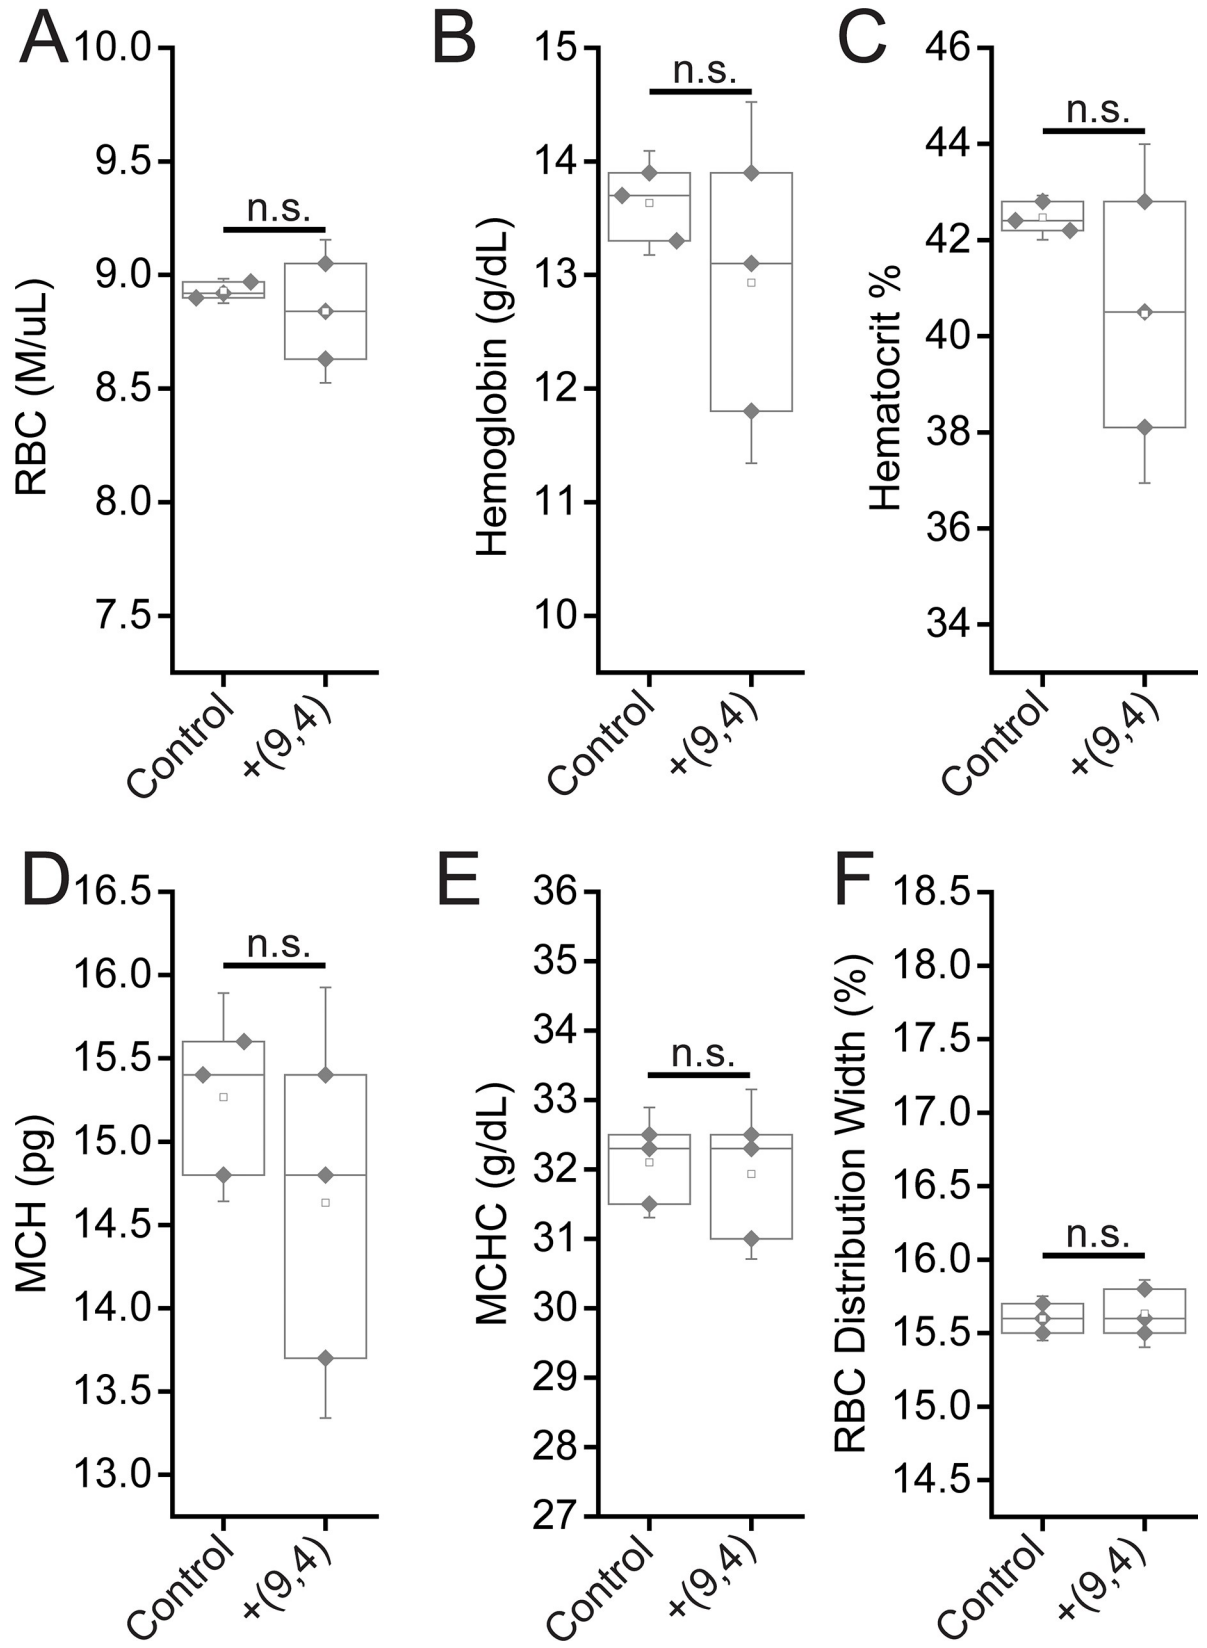 A
RBC (M/uL)
10.0
9.5
9.0
8.5
8.0
7.5
n.s.
Control
+(9,4)
B
Hemoglobin (g/dL)
15
14
13
12
11
10
n.s.
Control
+(9,4)
C
Hematocrit %
46
44
42
40
38
36
34
n.s.
Control
+(9,4)
D
MCH (pg)
16.5
16.0
15.5
15.0
14.5
14.0
13.5
13.0
n.s.
Control
+(9,4)
E
MCHC (g/dL)
36
35
34
33
32
31
30
29
28
27
n.s.
Control
+(9,4)
F
RBC Distribution Width (%)
18.5
18.0
17.5
17.0
16.5
16.0
15.5
15.0
14.5
n.s.
Control
+(9,4)